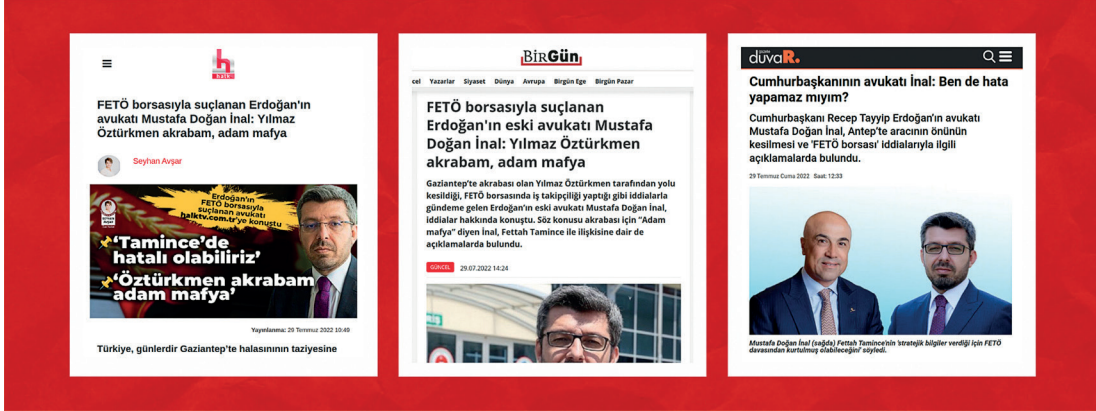 h
halktv
FETÖ borsasıyla suçlanan Erdoğan'ın
avukatı Mustafa Doğan İnal: Yılmaz
Öztürkmen akrabam, adam mafya
Seyhan Avşar
Erdoğan'ın
FETÖ borsasıyla
suçlanan avukatı
halktv.com.tr'ye konuştu
'Tamince'de
hatalı olabiliriz'
'Öztürkmen akrabam
adam mafya'
Yayınlanma: 29 Temmuz 2022 10:49
Türkiye, günlerdir Gaziantep'te halasınının taziyesine
BirGün
cel Yazarlar Siyaset Dünya Avrupa Birgün Ege Birgün Pazar
FETÖ borsasıyla suçlanan
Erdoğan'ın eski avukatı Mustafa
Doğan İnal: Yılmaz Öztürkmen
akrabam, adam mafya
Gaziantep'te akrabası olan Yılmaz Öztürkmen tarafından yolu
kesildiği, FETÖ borsasında iş takipçiliği yaptığı gibi iddialarla
gündeme gelen Erdoğan'ın eski avukatı Mustafa Doğan İnal,
iddialar hakkında konuştu. Söz konusu akrabası için "Adam
mafya" diyen İnal, Fettah Tamince ile ilişkisine dair de
açıklamalarda bulundu.
GÜNCEL 29.07.2022 14:24
gazete
duvaR.
Cumhurbaşkanının avukatı İnal: Ben de hata
yapamaz mıyım?
Cumhurbaşkanı Recep Tayyip Erdoğan'ın avukatı
Mustafa Doğan İnal, Antep'te aracının önünün
kesilmesi ve 'FETÖ borsası' iddialarıyla ilgili
açıklamalarda bulundu.
29 Temmuz Cuma 2022 Saat: 12:33
Mustafa Doğan İnal (sağda) Fettah Tamince'nin 'stratejik bilgiler verdiği için FETÖ
davasından kurtulmuş olabileceğini' söyledi.